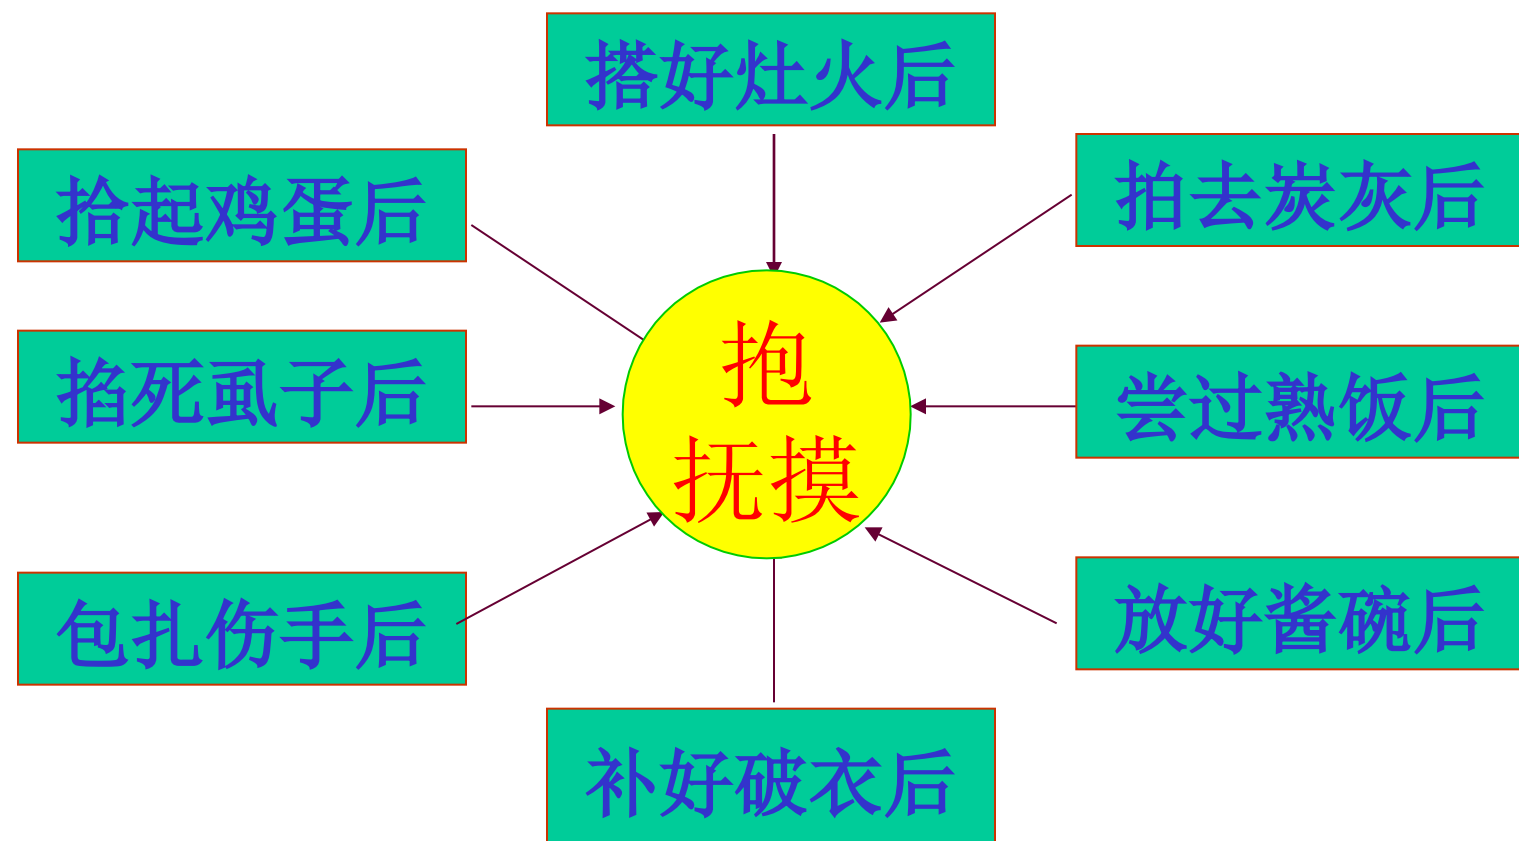 搭好灶火后
拍去炭灰后
拾起鸡蛋后
掐死虱子后
尝过熟饭后
抱
抚摸
包扎伤手后
放好酱碗后
补好破衣后